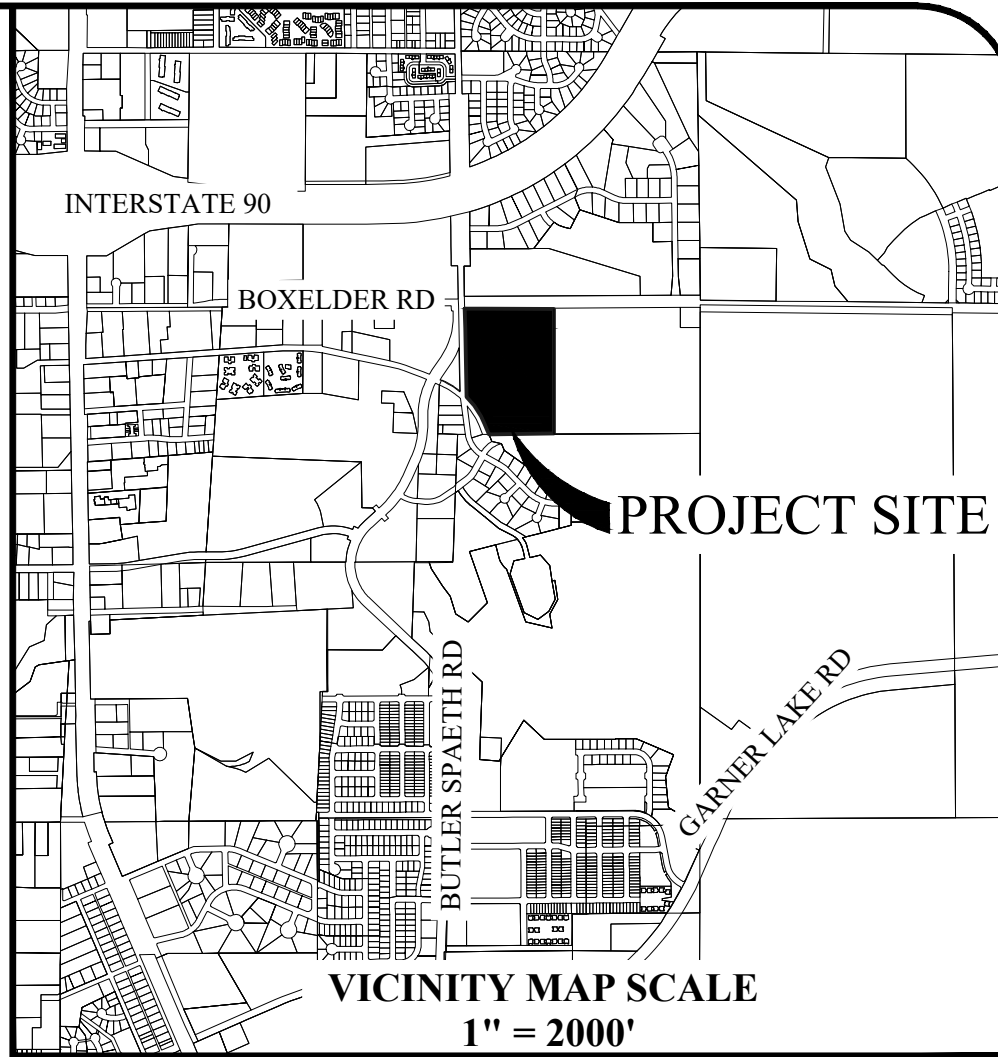 INTERSTATE 90
BOXELDER RD
PROJECT SITE
BUTLER SPAETH RD
GARNER LAKE RD
VICINITY MAP SCALE
1" = 2000'